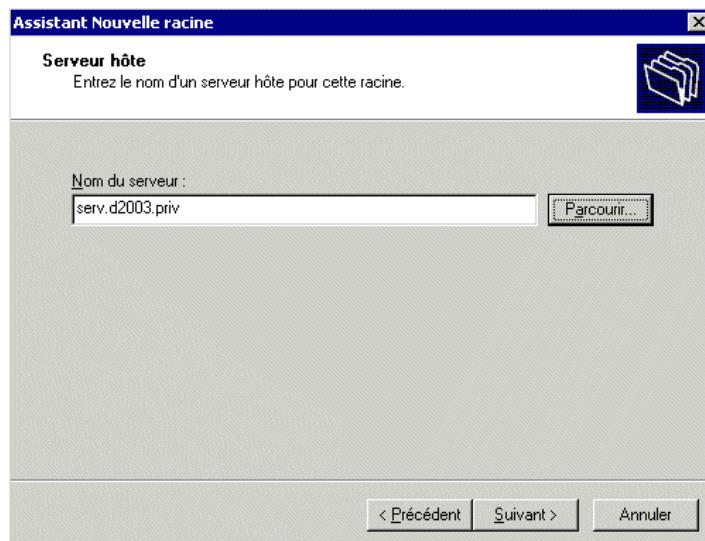 Assistant Nouvelle racine
Serveur hôte
Entrez le nom d'un serveur hôte pour cette racine.
Nom du serveur :
serv.d2003.priv
Parcourir...
< Précédent
Suivant >
Annuler